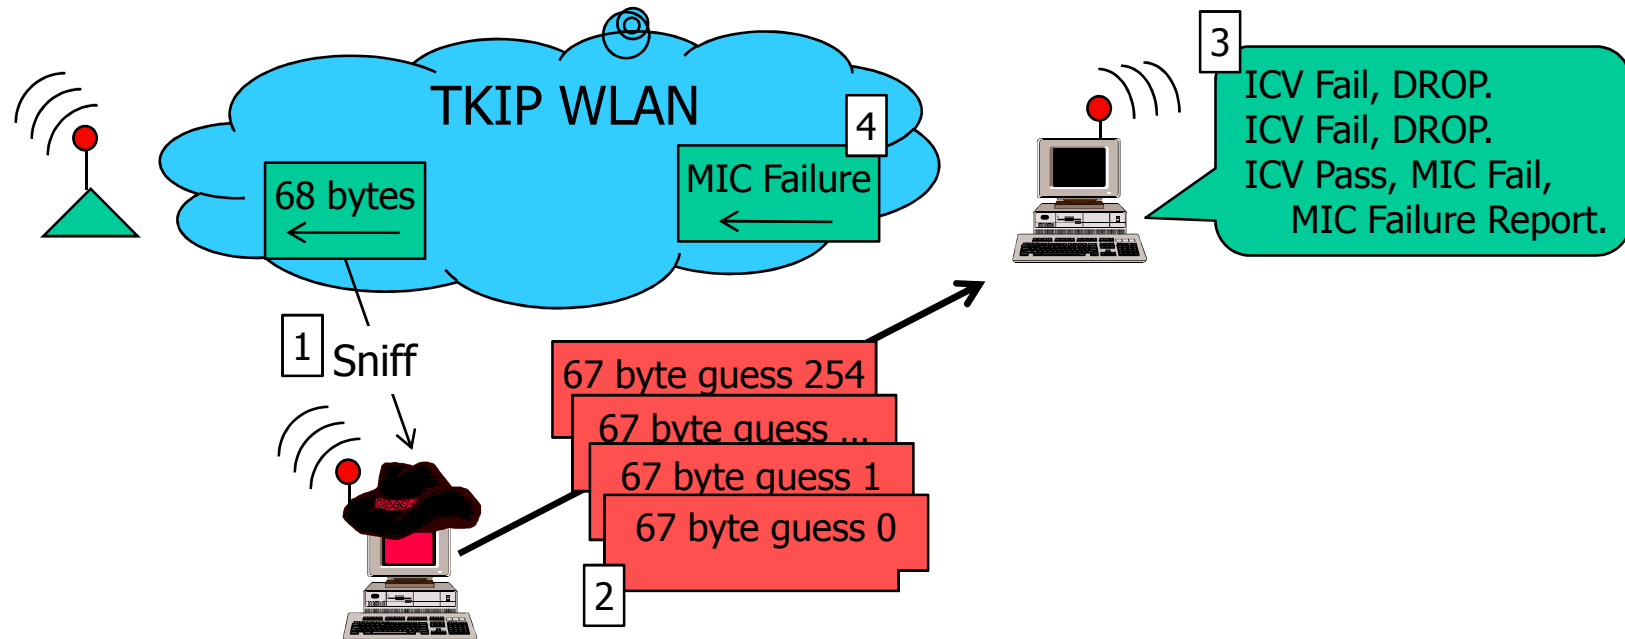 TKIP WLAN
68 bytes
4
MIC Failure
3
ICV Fail, DROP.
ICV Fail, DROP.
ICV Pass, MIC Fail,
MIC Failure Report.
1
Sniff
67 byte guess 254
67 byte guess ...
67 byte guess 1
67 byte guess 0
2